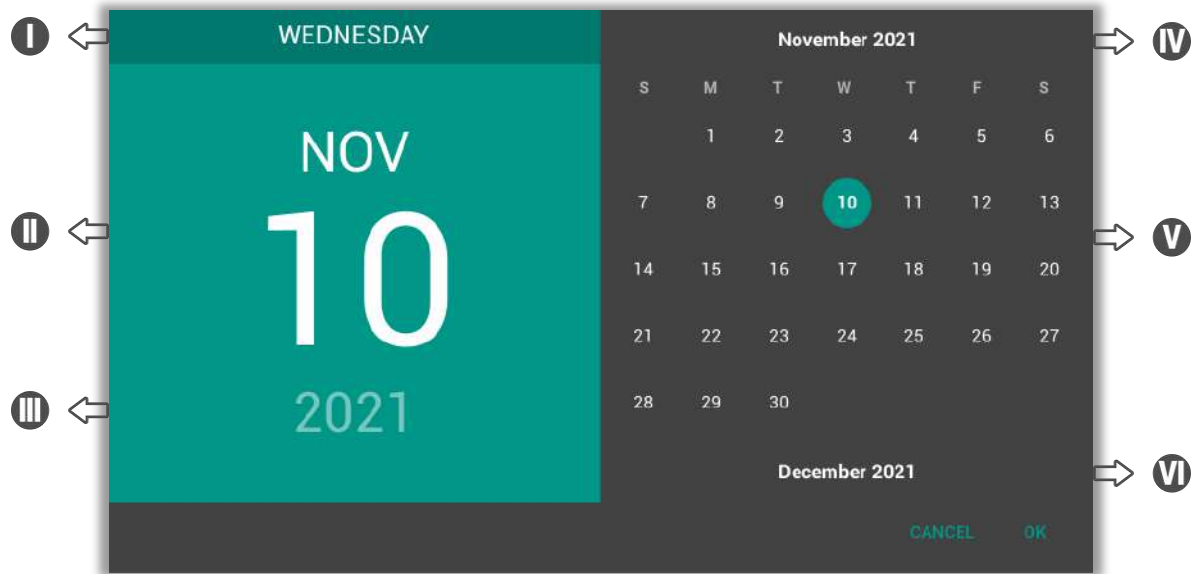 I
WEDNESDAY
NOV
II
10
III
2021
IV
November 2021
S M T W T F S
1 2 3 4 5 6
7 8 9 10 11 12 13
V
14 15 16 17 18 19 20
21 22 23 24 25 26 27
28 29 30
December 2021
VI
CANCEL OK